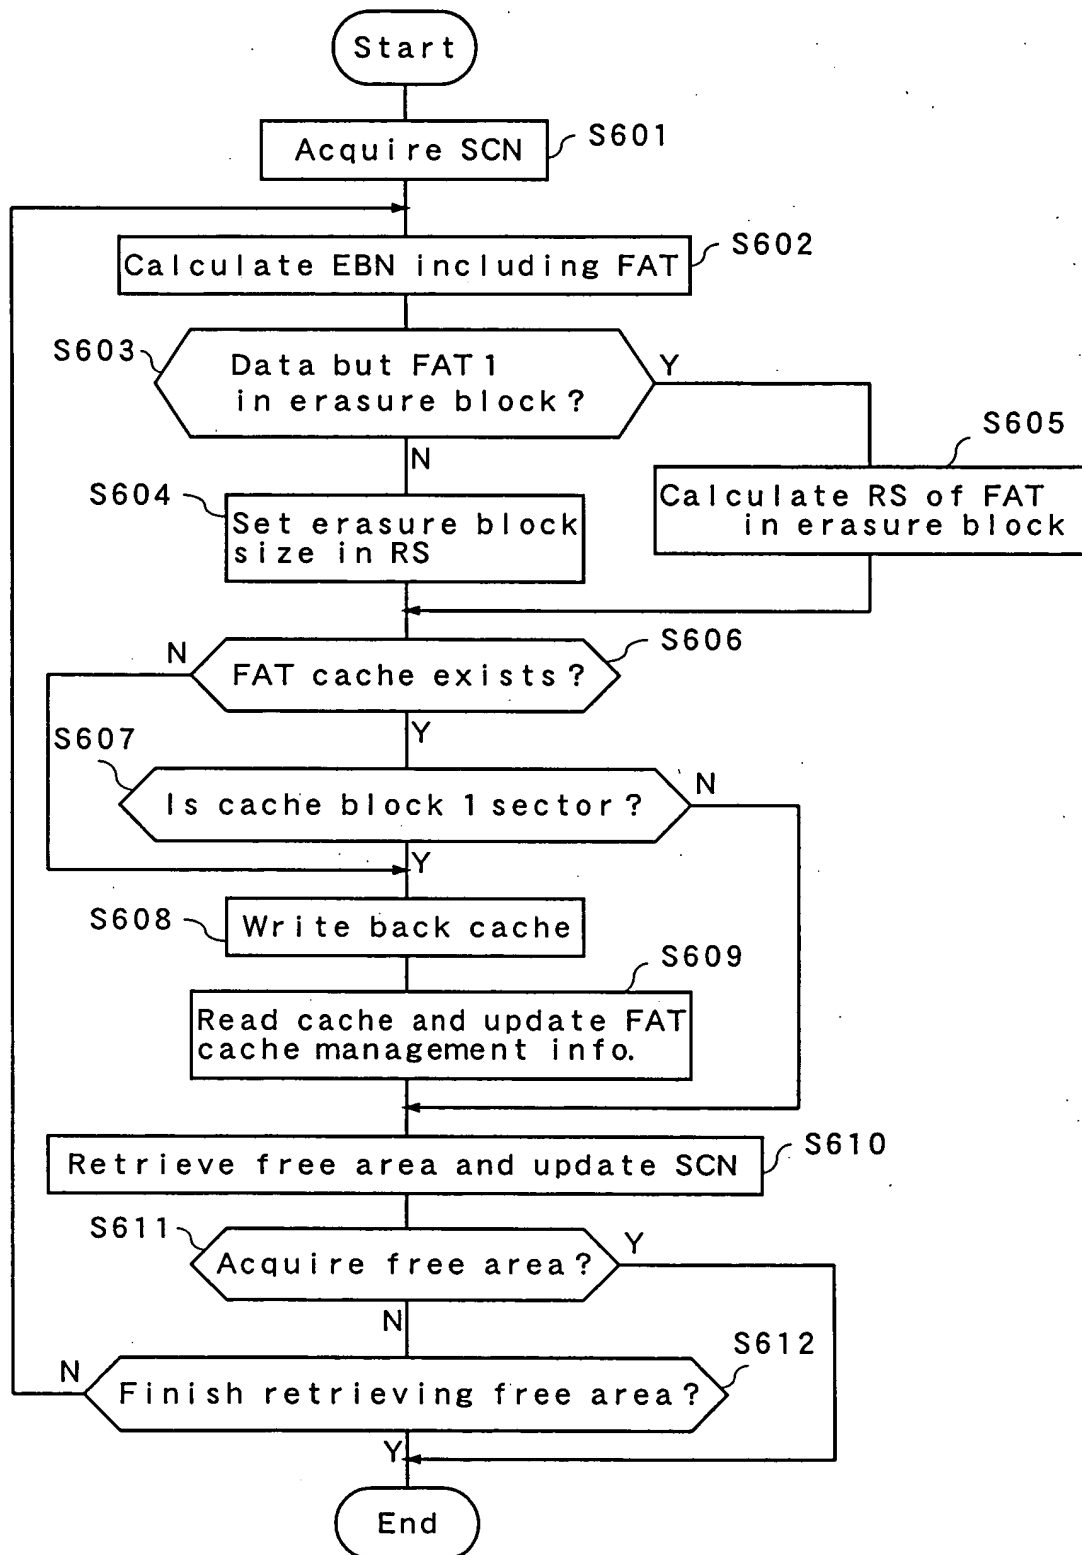 Start
Acquire SCN
S601
S602
Calculate EBN including FAT
S603
Data but FAT1
in erasure block?
Y
N
S605
S604
Calculate RS of FAT
in erasure block
Set erasure block
size in RS
S606
N
FAT cache exists?
Y
S607
Is cache block 1 sector?
N
Y
S608
Write back cache
S609
Read cache and update FAT
cache management info.
S610
Retrieve free area and update SCN
S611
Acquire free area?
Y
N
S612
N
Finish retrieving free area?
Y
End